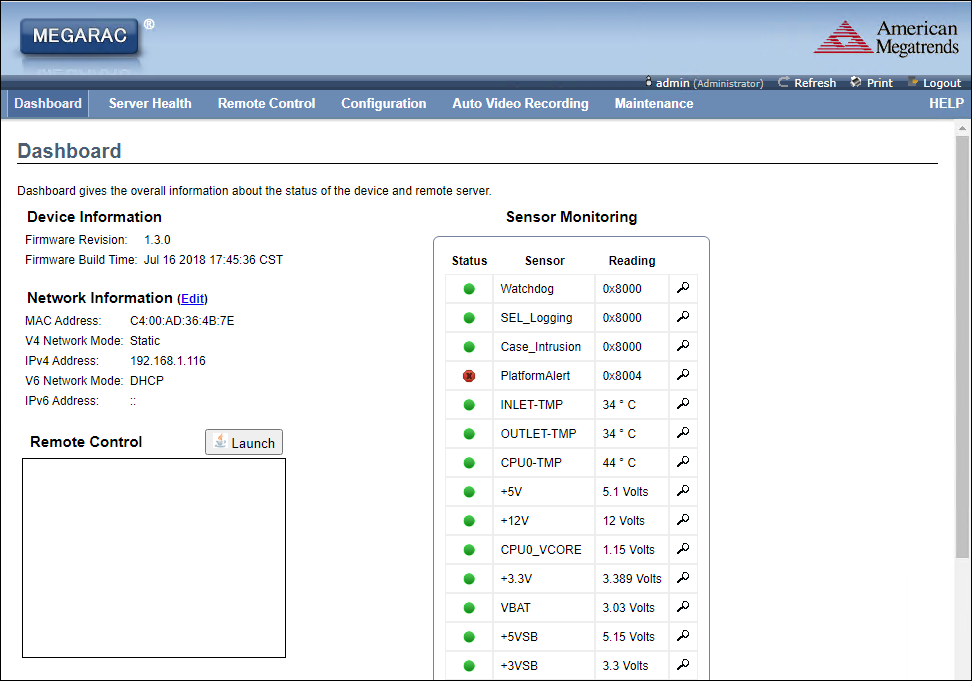 MEGARAC ®
American
Megatrends
admin (Administrator) Refresh Print Logout
Dashboard Server Health Remote Control Configuration Auto Video Recording Maintenance HELP
Dashboard
Dashboard gives the overall information about the status of the device and remote server.
Device Information
Firmware Revision: 1.3.0
Firmware Build Time: Jul 16 2018 17:45:36 CST
Network Information (Edit)
MAC Address: C4:00:AD:36:4B:7E
V4 Network Mode: Static
IPv4 Address: 192.168.1.116
V6 Network Mode: DHCP
IPv6 Address: ::
Remote Control Launch
Sensor Monitoring
Status Sensor Reading
Watchdog 0x8000
SEL_Logging 0x8000
Case_Intrusion 0x8000
PlatformAlert 0x8004
INLET-TMP 34 ° C
OUTLET-TMP 34 ° C
CPU0-TMP 44 ° C
+5V 5.1 Volts
+12V 12 Volts
CPU0_VCORE 1.15 Volts
+3.3V 3.389 Volts
VBAT 3.03 Volts
+5VSB 5.15 Volts
+3VSB 3.3 Volts